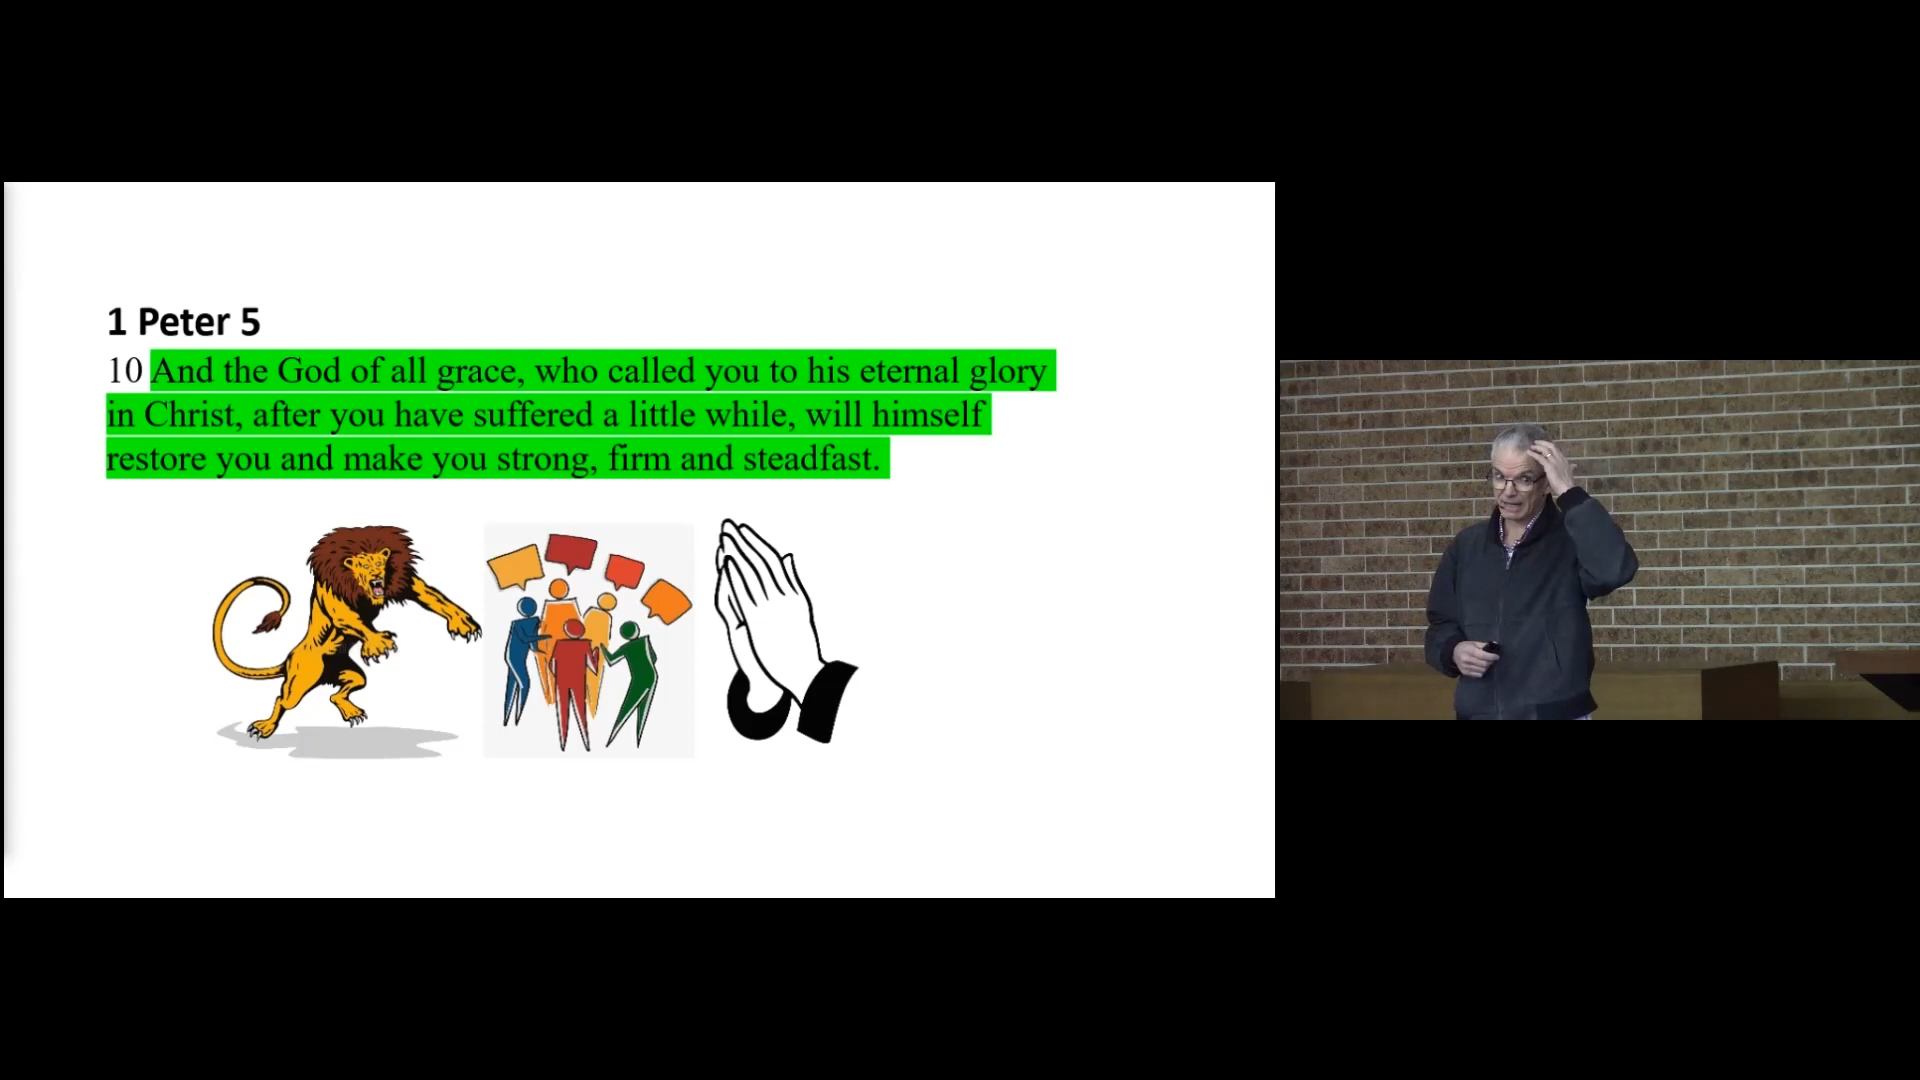 1 Peter 5
10 And the God of all grace, who called you to his eternal glory
in Christ, after you have suffered a little while, will himself
restore you and make you strong, firm and steadfast.